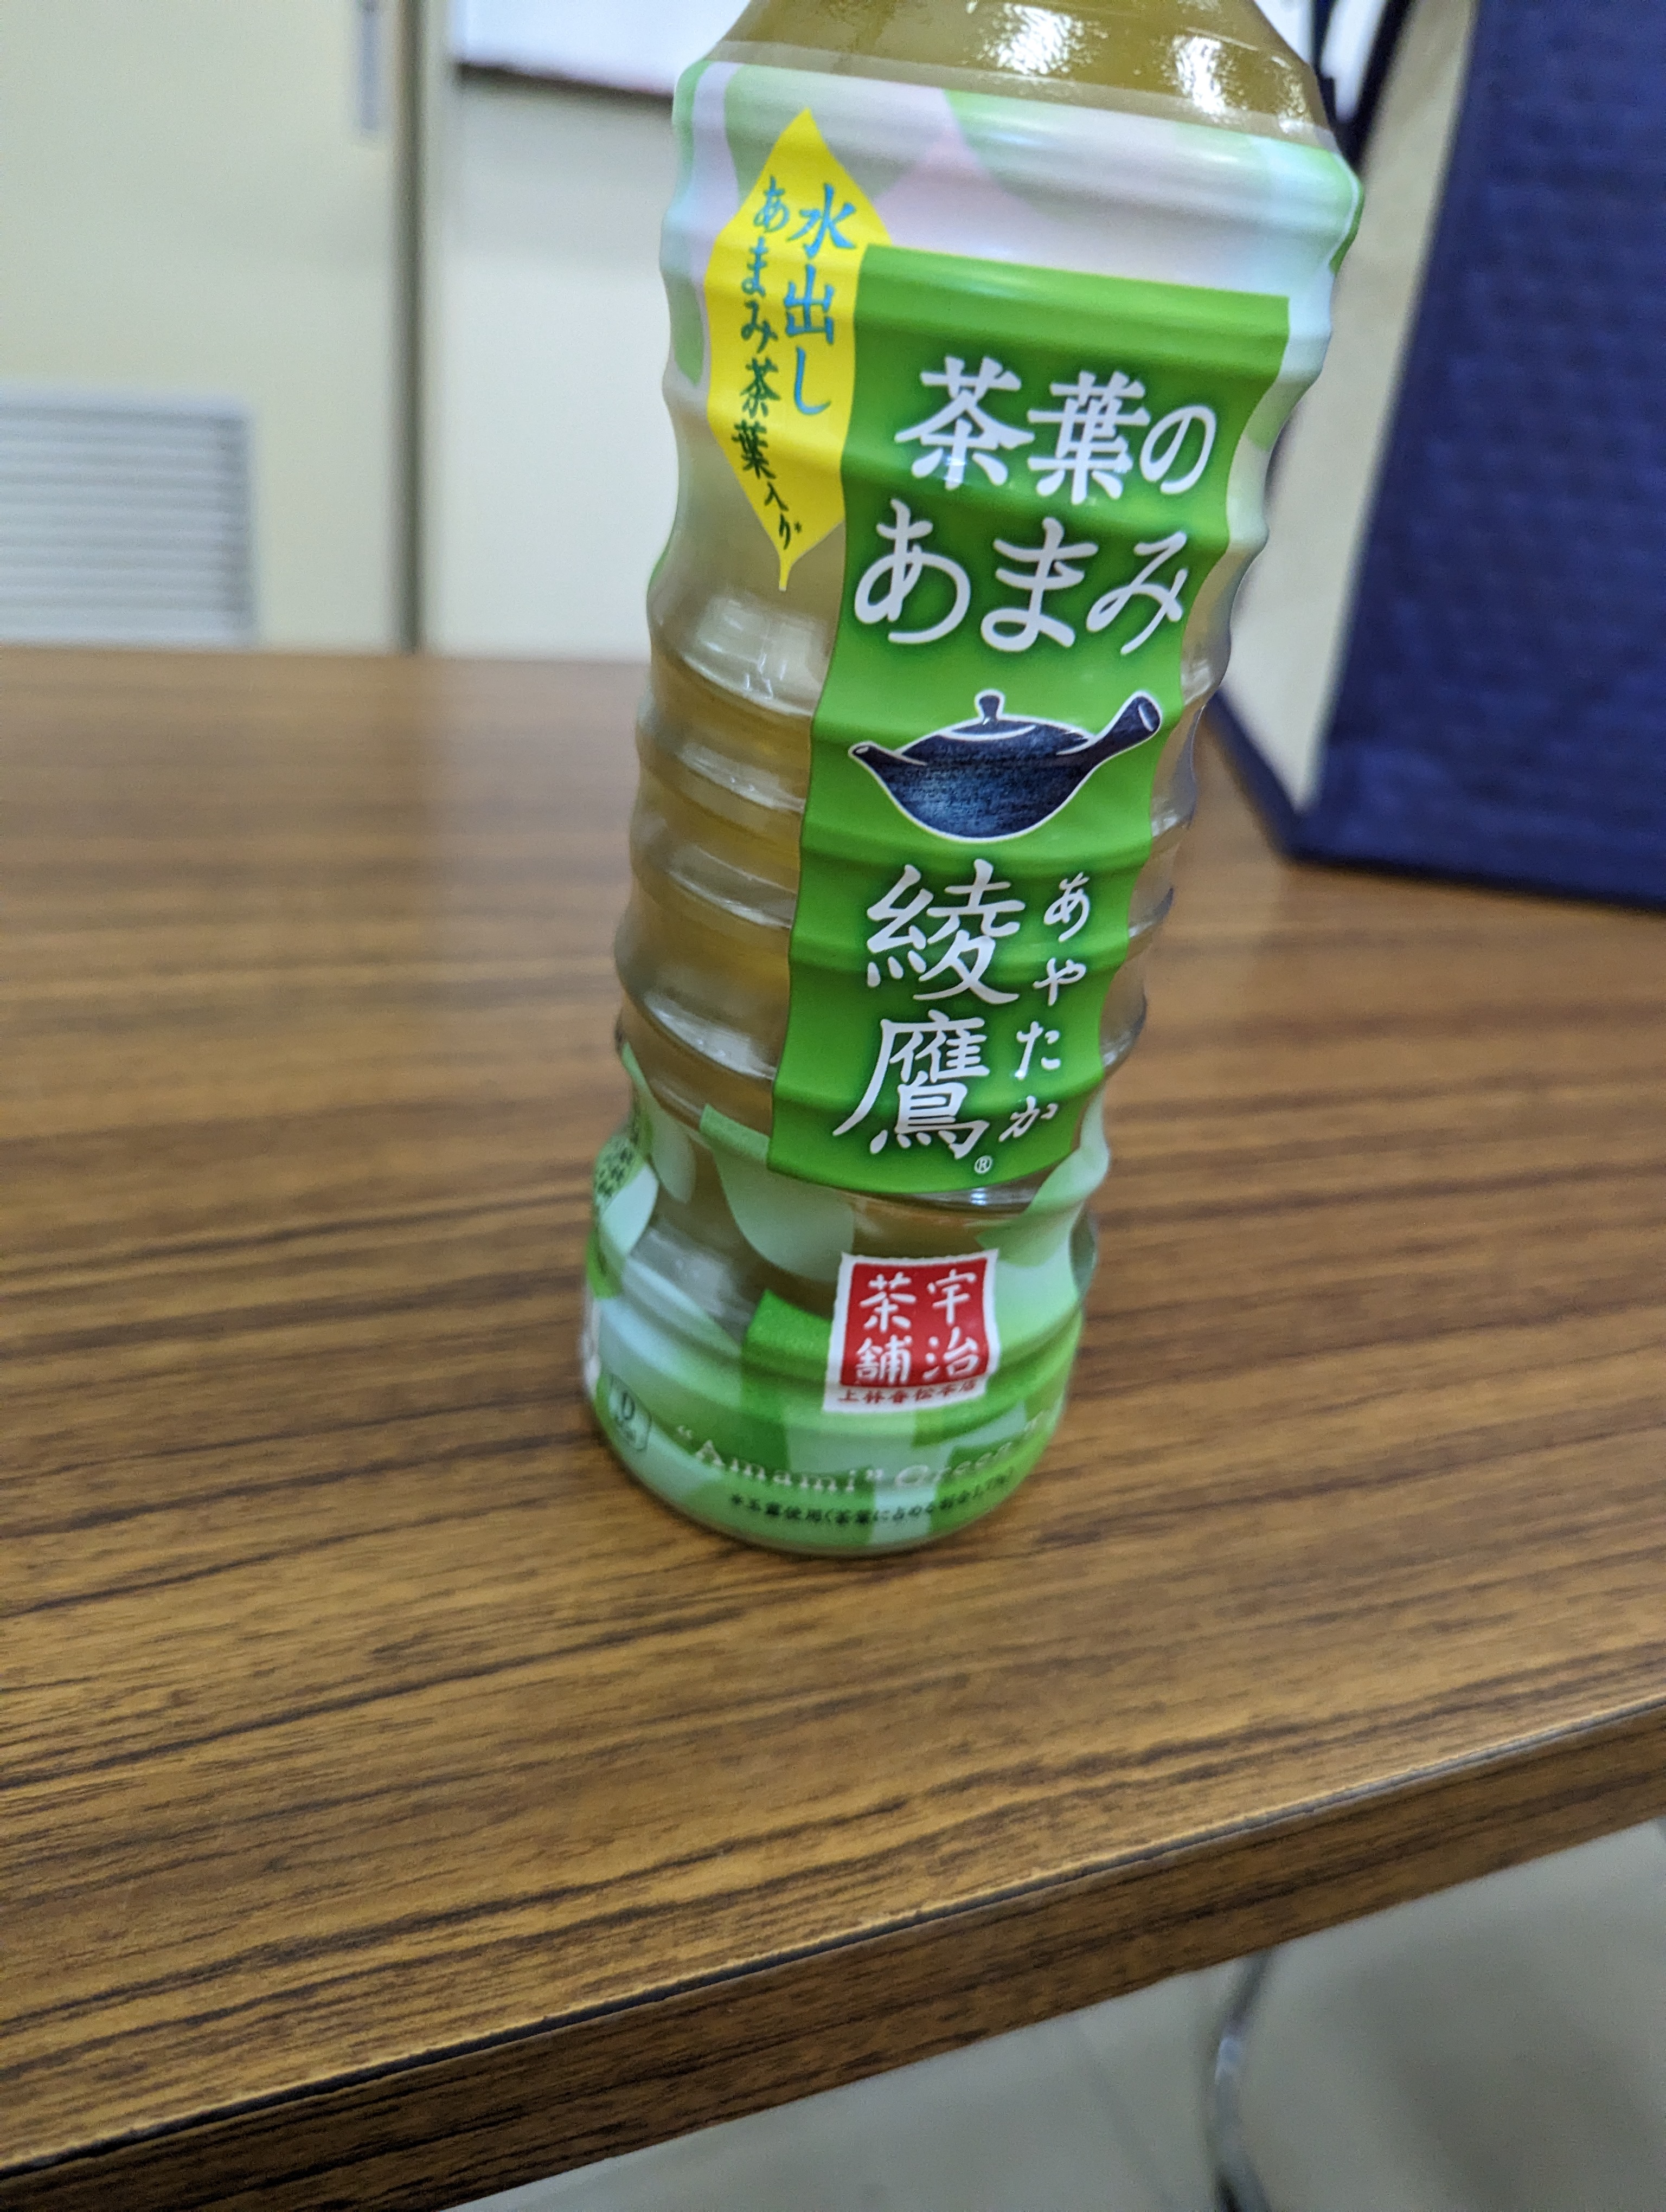 水出し
あまみ茶葉入り
茶葉の
あまみ
綾鷹
あやたか
®
宇治
茶舗
上林春松本店
"Amami" Green